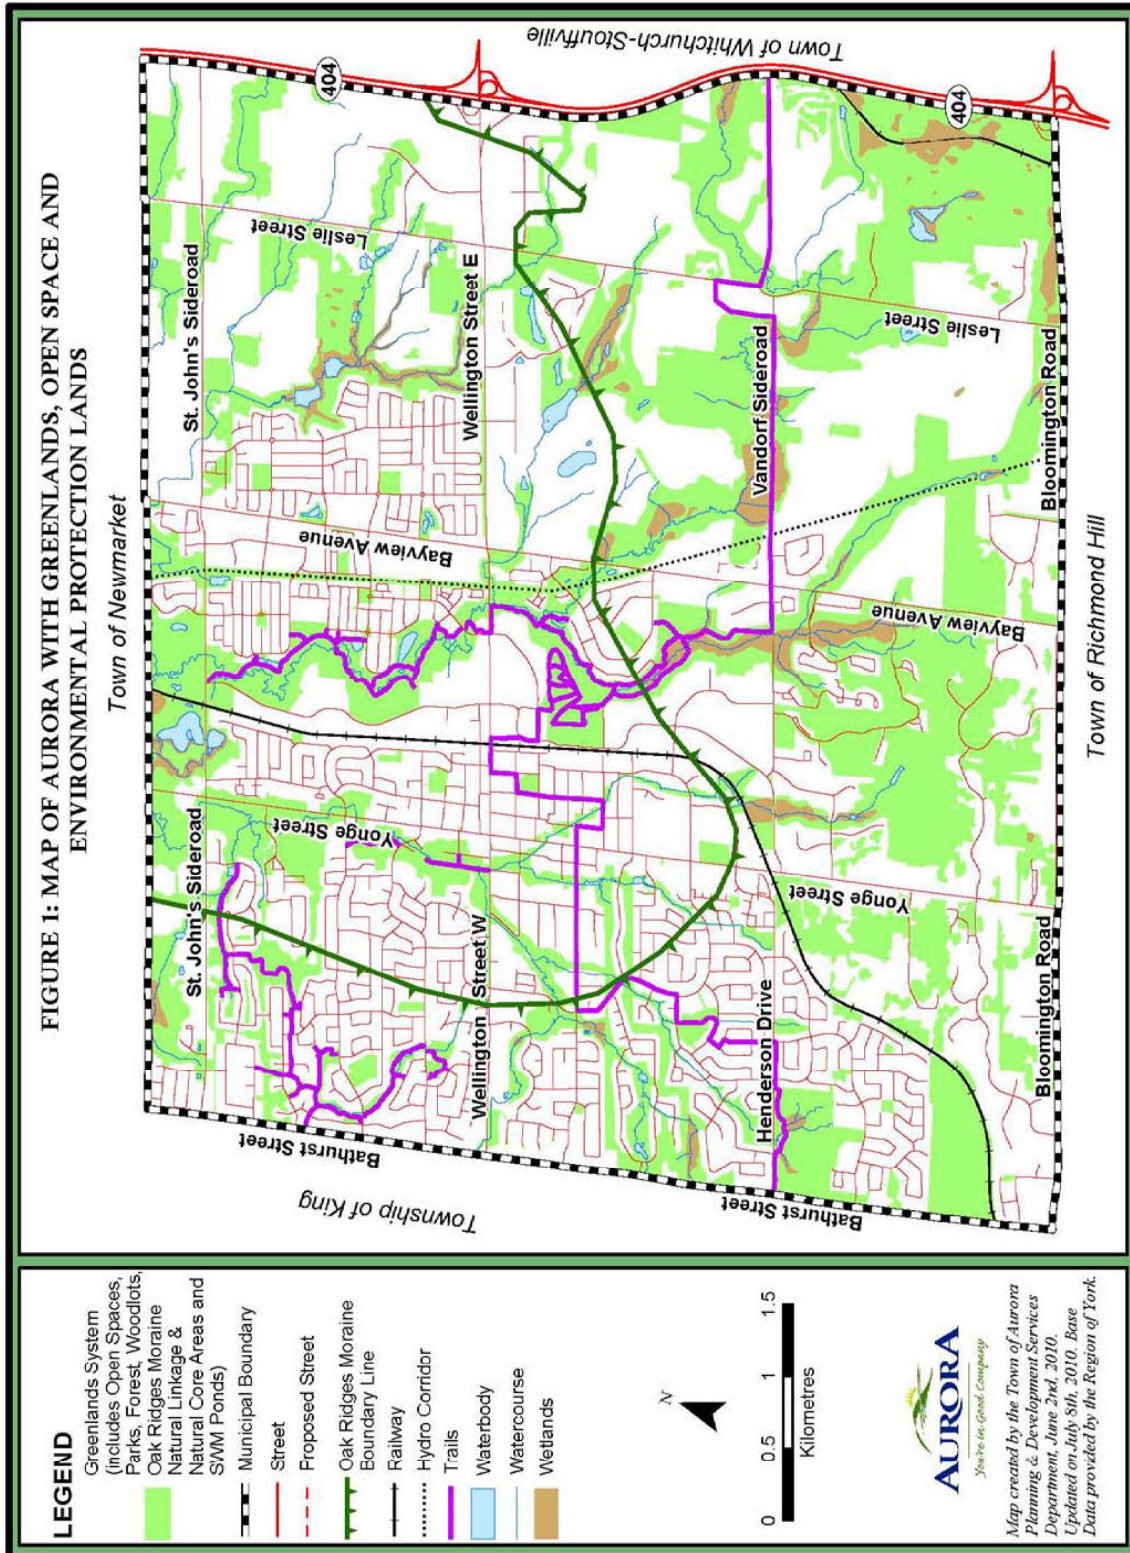 FIGURE 1: MAP OF AURORA WITH GREENLANDS, OPEN SPACE AND
ENVIRONMENTAL PROTECTION LANDS
Town of Newmarket
St. John's Sideroad
St. John's Sideroad
404
404
Town of Whitchurch-Stouffville
Leslie Street
Leslie Street
Bayview Avenue
Bayview Avenue
Yonge Street
Yonge Street
Bathurst Street
Bathurst Street
Township of King
Wellington Street W
Wellington Street E
Henderson Drive
Vandorf Sideroad
Bloomington Road
Bloomington Road
Bloomington Road
Town of Richmond Hill
LEGEND
Greenlands System
(includes Open Spaces,
Parks, Forest, Woodlots,
Oak Ridges Moraine
Natural Linkage &
Natural Core Areas and
SWM Ponds)
Municipal Boundary
Street
Proposed Street
Oak Ridges Moraine
Boundary Line
Railway
Hydro Corridor
Trails
Waterbody
Watercourse
Wetlands
N
0 0.5 1 1.5
Kilometres
AURORA
You're in Good Company
Map created by the Town of Aurora
Planning & Development Services
Department, June 2nd, 2010.
Updated on July 8th, 2010. Base
Data provided by the Region of York.